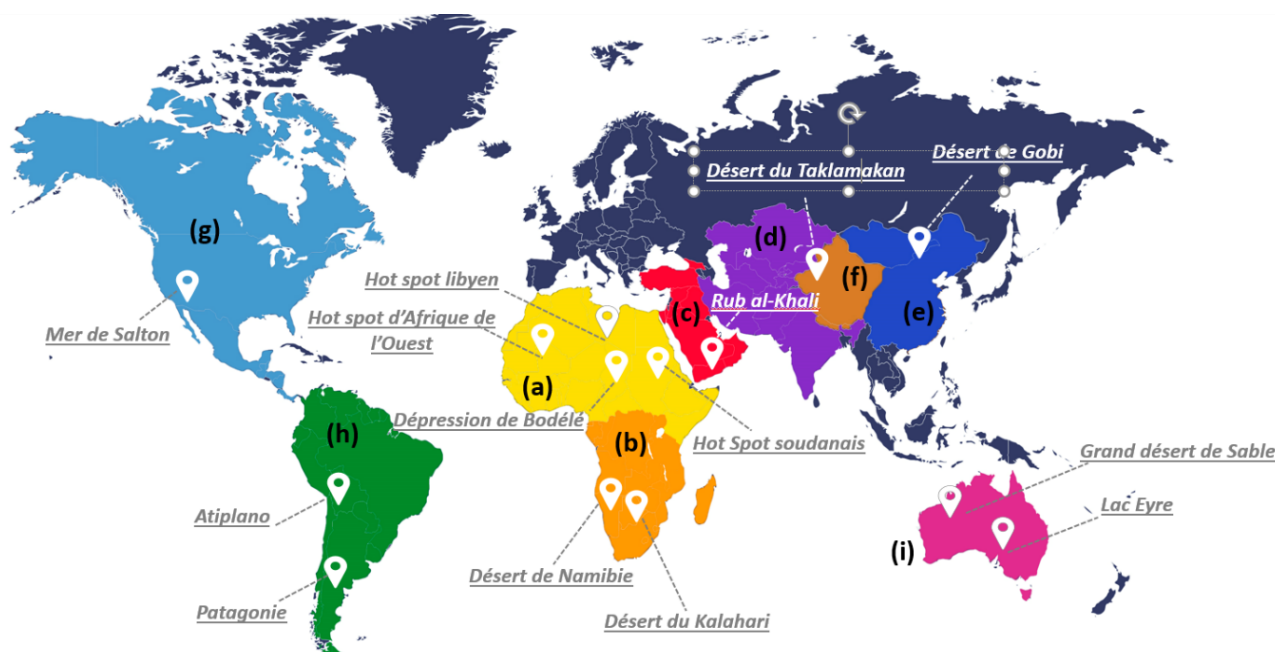 Désert de Gobi
Désert du Taklamakan
(g)
(d)
(f)
Hot spot libyen
Rub al-Khali
(c)
(e)
Mer de Salton
Hot spot d'Afrique de
l'Ouest
(a)
Dépression de Bodélé
(h)
(b)
Hot Spot soudanais
Grand désert de Sable
Atiplano
Lac Eyre
(i)
Désert de Namibie
Patagonie
Désert du Kalahari